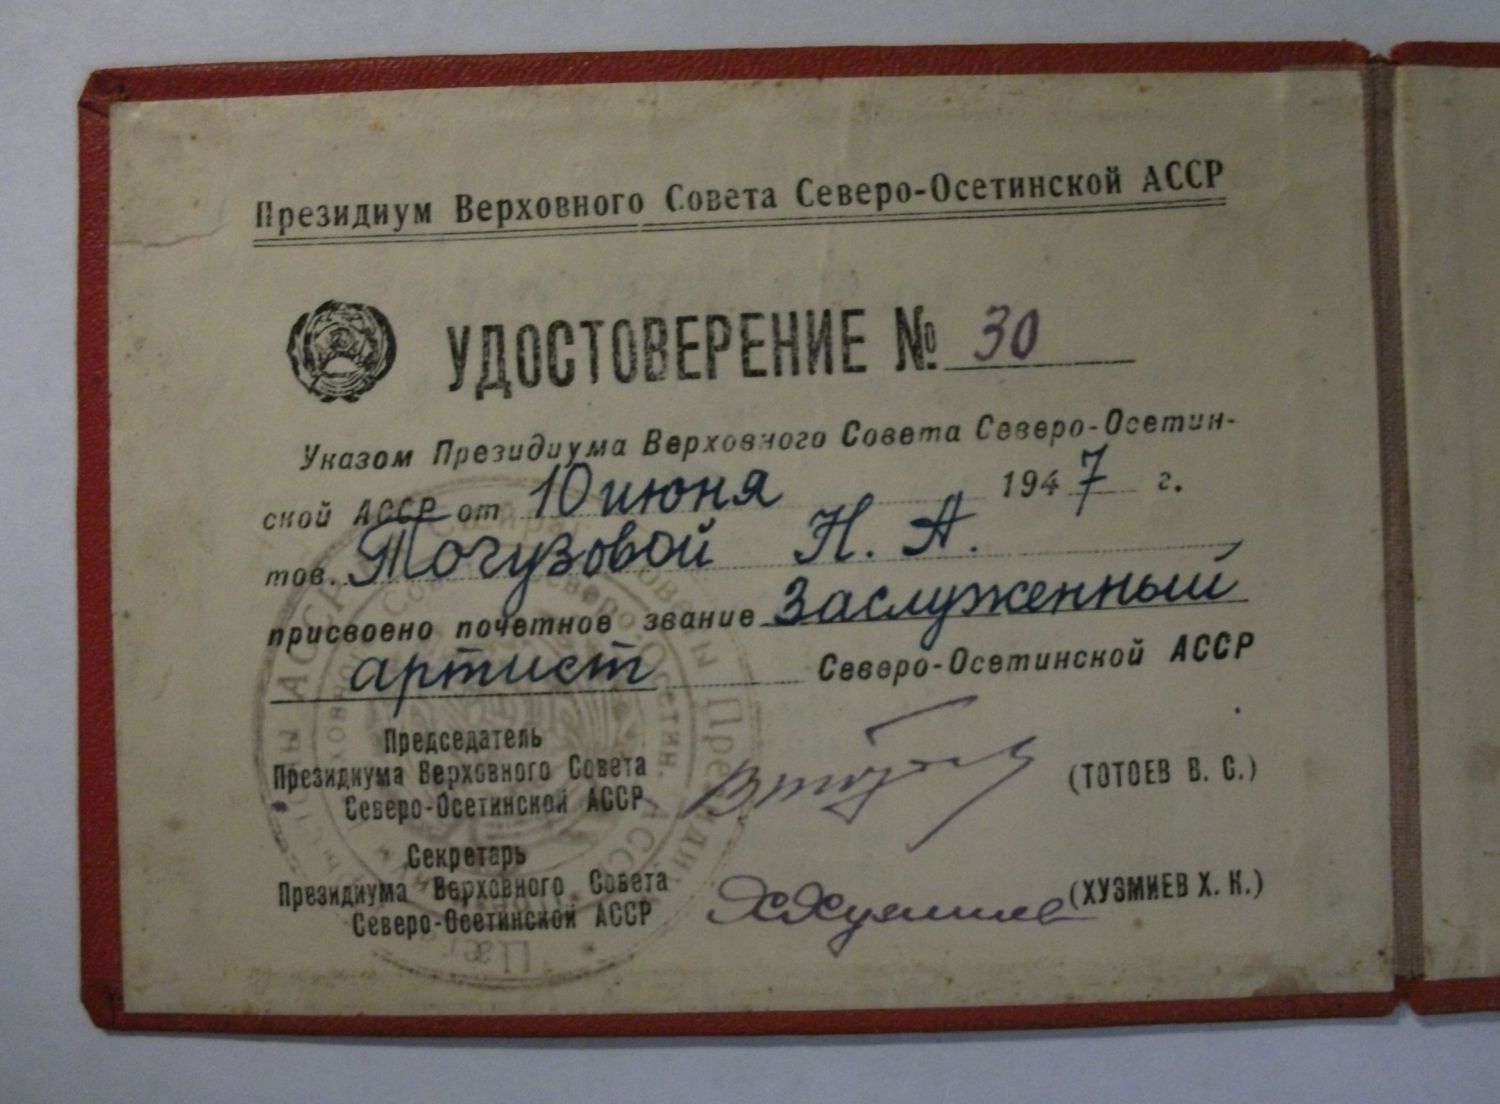 Президиум Верховного Совета Северо-Осетинской АССР
УДОСТОВЕРЕНИЕ № 30
Указом Президиума Верховного Совета Северо-Осетин-
ской АССР от 10 июня 1947 г.
тов. Тогузовой Н. А.
присвоено почетное звание Заслуженный
артист Северо-Осетинской АССР
Председатель
Президиума Верховного Совета
Северо-Осетинской АССР
(ТОТОЕВ В. С.)
Секретарь
Президиума Верховного Совета
Северо-Осетинской АССР
(ХУЗМИЕВ Х. К.)